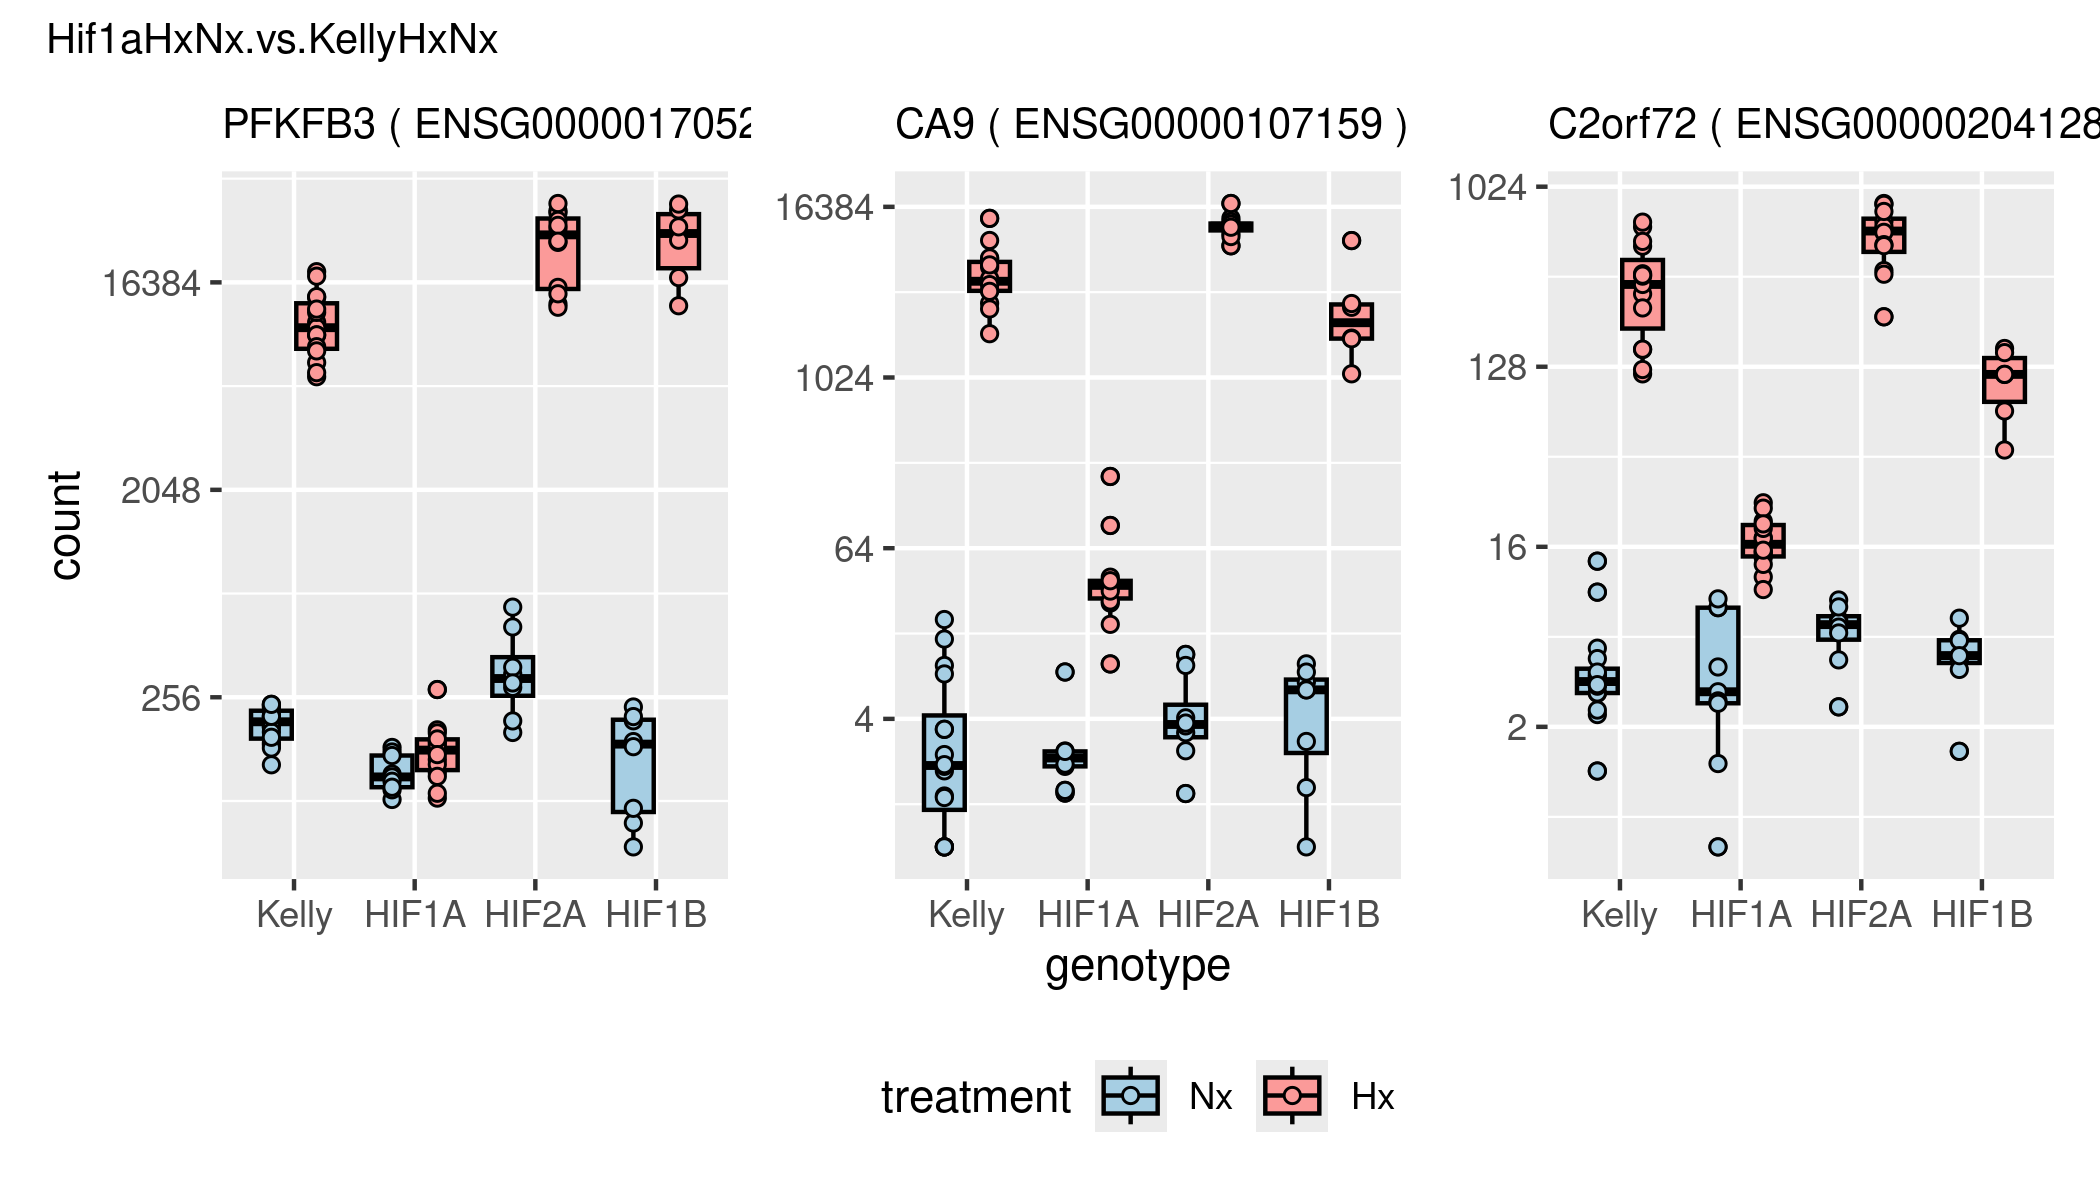 Hif1aHxNx.vs.KellyHxNx
PFKFB3 ( ENSG0000017052
CA9 ( ENSG00000107159 )
C2orf72 ( ENSG00000204128
count
16384
2048
256
16384
1024
64
4
1024
128
16
2
Kelly HIF1A HIF2A HIF1B
Kelly HIF1A HIF2A HIF1B
Kelly HIF1A HIF2A HIF1B
genotype
treatment Nx Hx